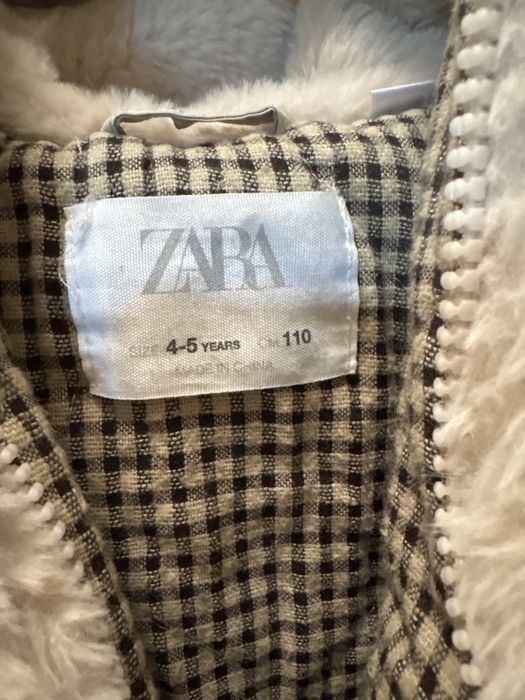 ZARA
SIZE 4-5 YEARS CM 110
MADE IN CHINA